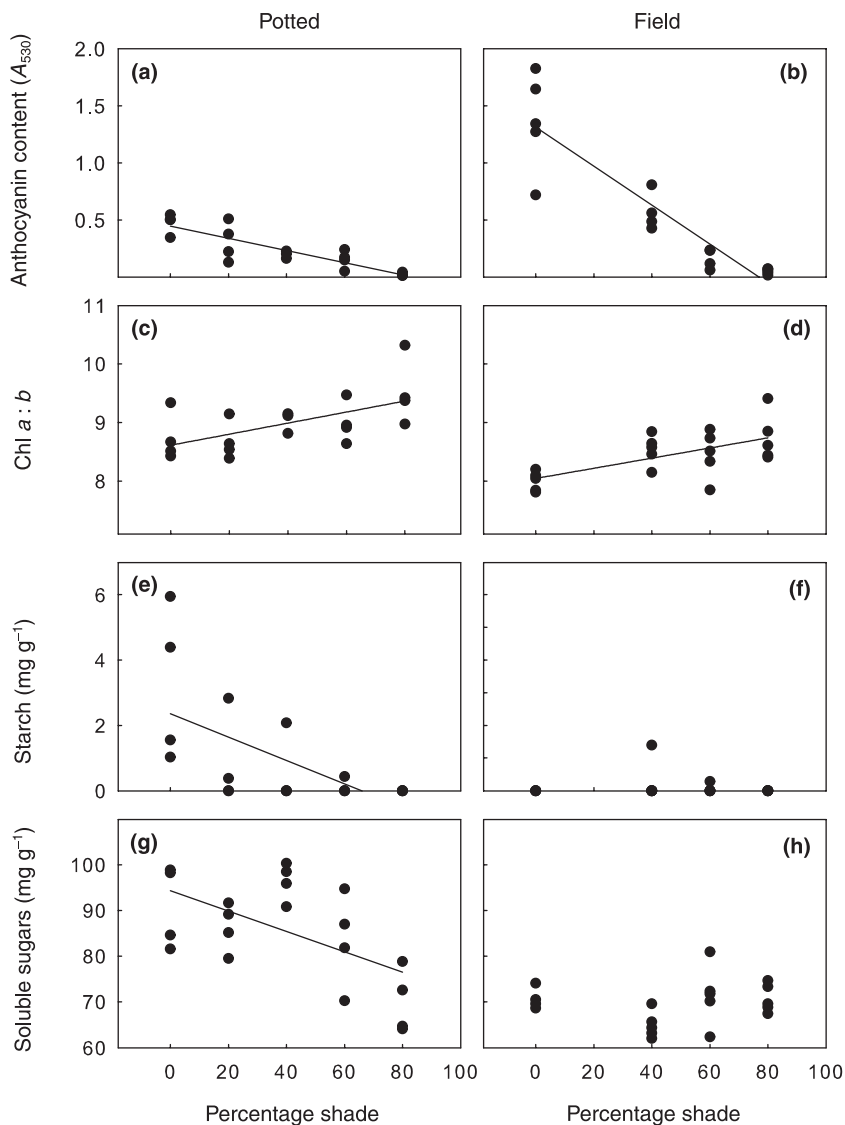 Potted Field
Anthocyanin content (A530)
2.0
1.5
1.0
0.5
(a)
(b)
Chl a : b
11
10
9
8
(c)
(d)
Starch (mg g–1)
6
4
2
0
(e)
(f)
Soluble sugars (mg g–1)
100
90
80
70
60
(g)
(h)
0 20 40 60 80 100 0 20 40 60 80 100
Percentage shade Percentage shade